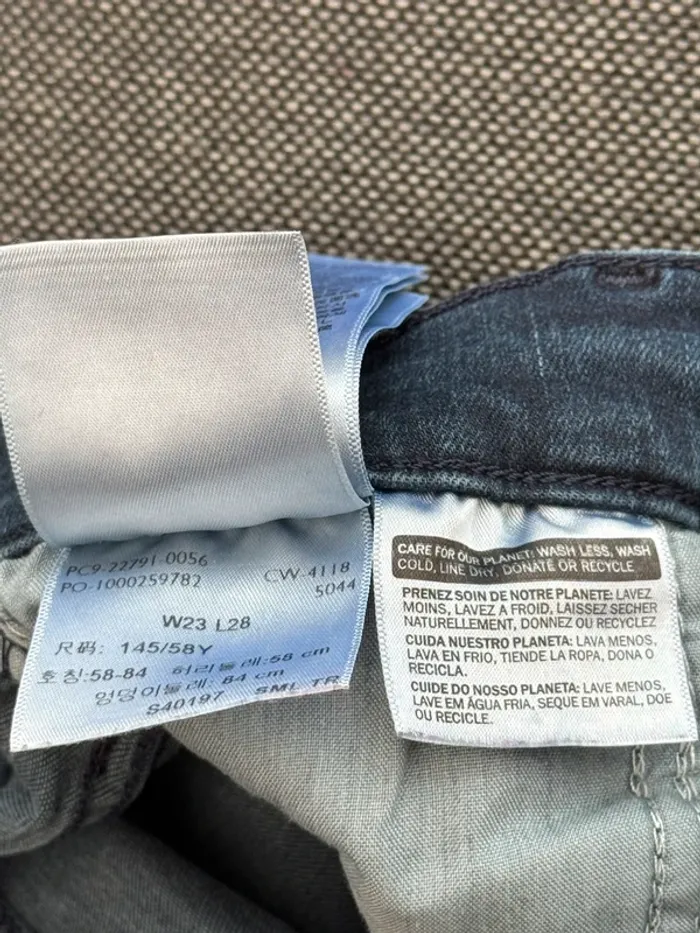 PC9-22791-0056
PO-1000259782 CW-4118
5044
W23 L28
尺码: 145/58Y
호칭:58-84 허리둘레:58 cm
엉덩이둘레: 84 cm
S40197 SML TR
CARE FOR OUR PLANET: WASH LESS, WASH
COLD, LINE DRY, DONATE OR RECYCLE
PRENEZ SOIN DE NOTRE PLANETE: LAVEZ
MOINS, LAVEZ A FROID, LAISSEZ SECHER
NATURELLEMENT, DONNEZ OU RECYCLEZ
CUIDA NUESTRO PLANETA: LAVA MENOS,
LAVA EN FRIO, TIENDE LA ROPA, DONA O
RECICLA.
CUIDE DO NOSSO PLANETA: LAVE MENOS,
LAVE EM ÁGUA FRIA, SEQUE EM VARAL, DOE
OU RECICLE.